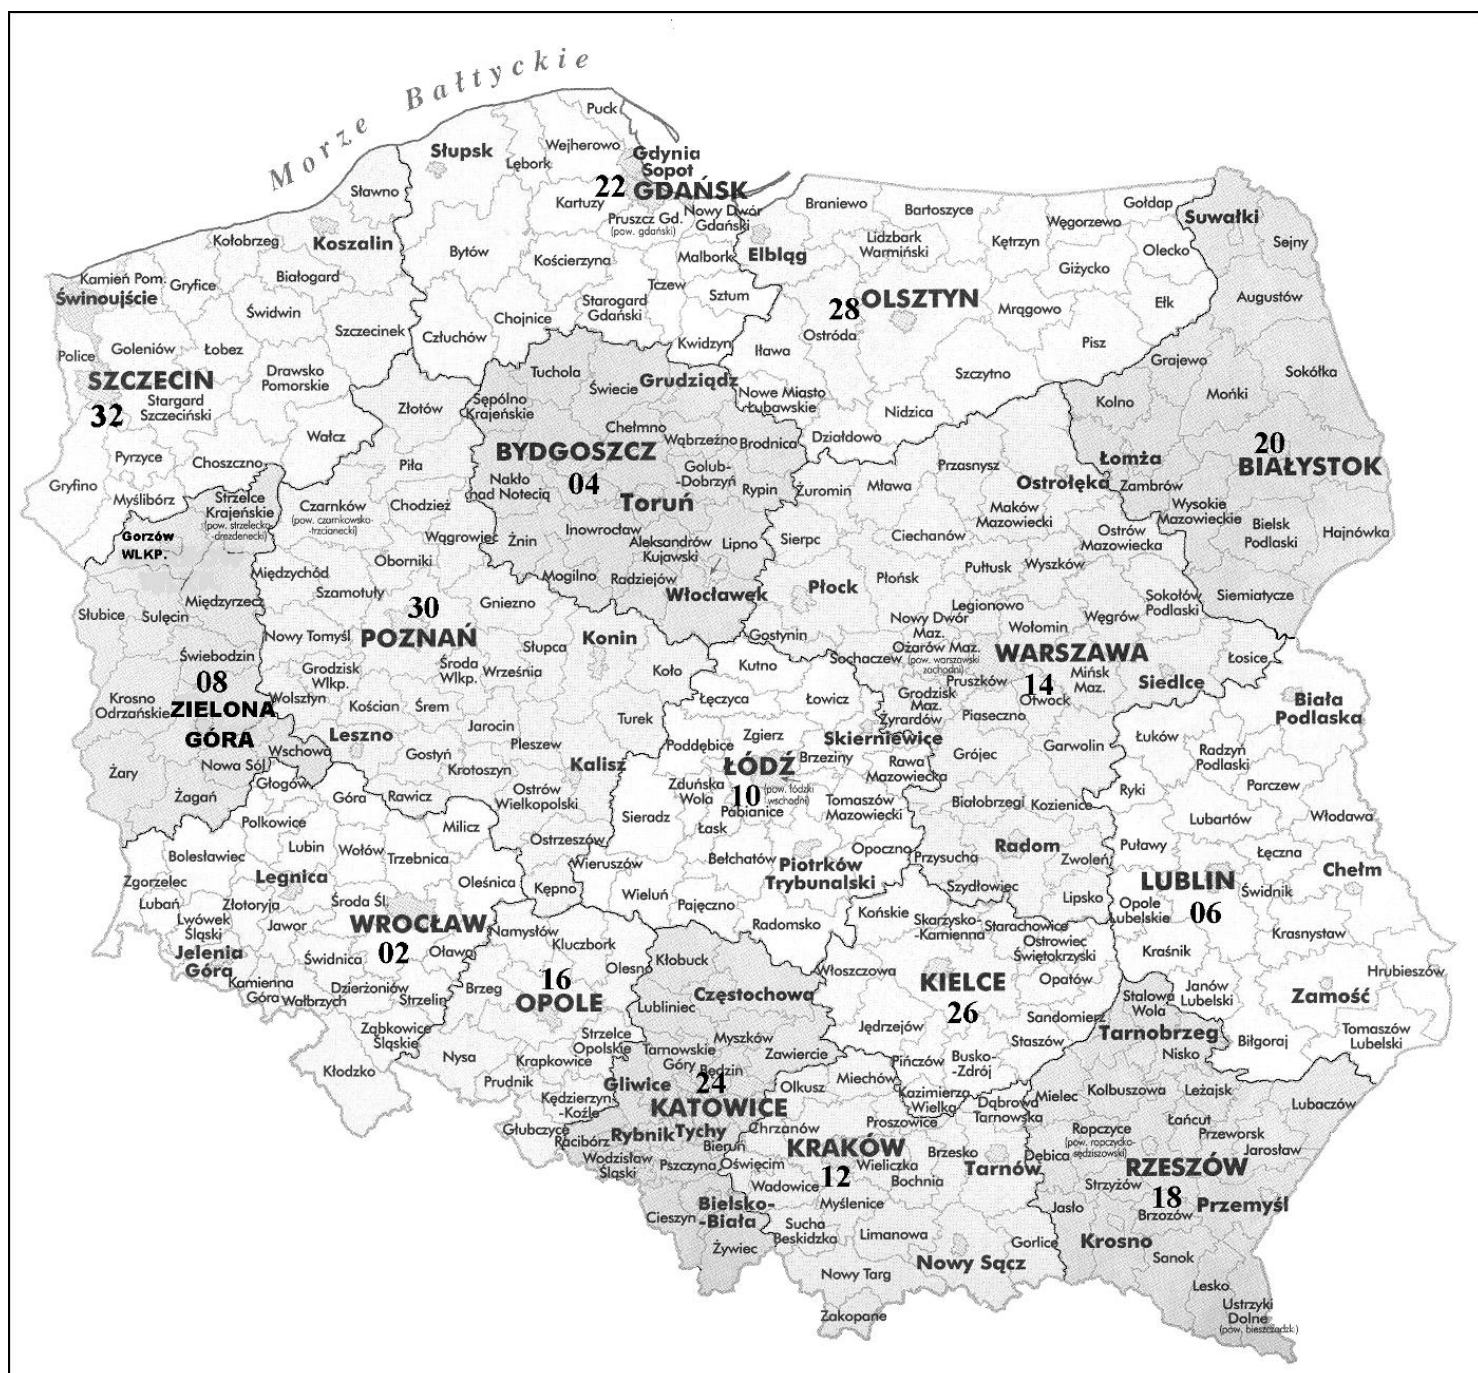 Morze Bałtyckie
Puck
Słupsk
Wejherowo
Lębork
Gdynia
Sopot
22 GDAŃSK
Kartuzy
Pruszcz Gd.
(pow. gdański)
Nowy Dwór
Gdański
Sławno
Koszalin
Kołobrzeg
Białogard
Kamień Pom.
Gryfice
Świnoujście
Świdwin
Szczecinek
Bytów
Kościerzyna
Malbork
Tczew
Sztum
Starogard
Gdański
Chojnice
Człuchów
Kwidzyn
Braniewo
Bartoszyce
Węgorzewo
Gołdap
Elbląg
Lidzbark
Warmiński
Kętrzyn
Olecko
Giżycko
28 OLSZTYN
Mrągowo
Ełk
Ostróda
Iława
Pisz
Szczytno
Nowe Miasto
Lubawskie
Nidzica
Działdowo
Suwałki
Sejny
Augustów
Grajewo
Sokółka
Mońki
Kolno
20
BIAŁYSTOK
Łomża
Zambrów
Wysokie
Mazowieckie
Bielsk
Podlaski
Hajnówka
Siemiatycze
Police
Goleniów
Łobez
Drawsko
Pomorskie
SZCZECIN
32
Stargard
Szczeciński
Wałcz
Pyrzyce
Choszczno
Gryfino
Myślibórz
Strzelce
Krajeńskie
(pow. strzelecko-
-drezdenecki)
Gorzów
WLKP.
Międzyrzecz
Słubice
Sulęcin
Świebodzin
08
ZIELONA
GÓRA
Krosno
Odrzańskie
Wschowa
Nowa Sól
Żary
Żagań
Złotów
Piła
Czarnków
(pow. czarnkowsko-
-trzcianecki)
Chodzież
Wągrowiec
Oborniki
Międzychód
Szamotuły
30
POZNAŃ
Gniezno
Nowy Tomyśl
Słupca
Konin
Grodzisk
Wlkp.
Środa
Wlkp.
Września
Koło
Wolsztyn
Kościan
Śrem
Jarocin
Turek
Leszno
Gostyń
Pleszew
Kalisz
Krotoszyn
Ostrów
Wielkopolski
Rawicz
Ostrzeszów
Kępno
Tuchola
Sępólno
Krajeńskie
Świecie
Grudziądz
Chełmno
Wąbrzeźno
Brodnica
BYDGOSZCZ
04
Nakło
nad Notecią
Golub-
-Dobrzyń
Rypin
Toruń
Inowrocław
Żnin
Aleksandrów
Kujawski
Lipno
Mogilno
Radziejów
Włocławek
Przasnysz
Ostrołęka
Żuromin
Mława
Maków
Mazowiecki
Ostrów
Mazowiecka
Sierpc
Ciechanów
Płock
Płońsk
Pułtusk
Wyszków
Legionowo
Nowy Dwór
Maz.
Wołomin
Węgrów
Sokołów
Podlaski
Gostynin
Sochaczew
Ożarów Maz.
(pow. warszawski
zachodni)
WARSZAWA
14
Pruszków
Mińsk
Maz.
Siedlce
Łosice
Grodzisk
Maz.
Otwock
Żyrardów
Piaseczno
Grójec
Garwolin
Białobrzegi
Kozienice
Radom
Przysucha
Zwoleń
Szydłowiec
Lipsko
Kutno
Łęczyca
Łowicz
Poddębice
Zgierz
Skierniewice
Brzeziny
ŁÓDŹ
10
(pow. łódzki
wschodni)
Rawa
Mazowiecka
Zduńska
Wola
Pabianice
Tomaszów
Mazowiecki
Sieradz
Łask
Bełchatów
Opoczno
Piotrków
Trybunalski
Wieruszów
Wieluń
Pajęczno
Radomsko
Biała
Podlaska
Łuków
Radzyń
Podlaski
Ryki
Parczew
Lubartów
Włodawa
Puławy
Łęczna
Chełm
LUBLIN
06
Świdnik
Opole
Lubelskie
Krasnystaw
Kraśnik
Janów
Lubelski
Hrubieszów
Zamość
Biłgoraj
Tomaszów
Lubelski
Głogów
Góra
Polkowice
Milicz
Lubin
Wołów
Trzebnica
Bolesławiec
Legnica
Oleśnica
Zgorzelec
Lubań
Złotoryja
Środa Śl.
Lwówek
Śląski
Jawor
WROCŁAW
02
Oława
Jelenia
Góra
Świdnica
Kamienna
Góra
Wałbrzych
Dzierżoniów
Strzelin
Ząbkowice
Śląskie
Kłodzko
Namysłów
Kluczbork
Olesno
Brzeg
16
OPOLE
Strzelce
Opolskie
Nysa
Krapkowice
Prudnik
Kędzierzyn
-Koźle
Głubczyce
Kłobuck
Częstochowa
Lubliniec
Myszków
Tarnowskie
Góry
Zawiercie
Będzin
24
Gliwice
KATOWICE
Racibórz
Rybnik
Tychy
Bieruń
Wodzisław
Śląski
Pszczyna
Bielsko-
-Biała
Cieszyn
Żywiec
Końskie
Skarżysko-
-Kamienna
Starachowice
Ostrowiec
Świętokrzyski
Włoszczowa
KIELCE
26
Opatów
Jędrzejów
Sandomierz
Staszów
Pińczów
Busko-
-Zdrój
Kazimierza
Wielka
Olkusz
Miechów
Dąbrowa
Tarnowska
Chrzanów
Proszowice
KRAKÓW
12
Oświęcim
Wieliczka
Brzesko
Tarnów
Wadowice
Bochnia
Myślenice
Sucha
Beskidzka
Limanowa
Gorlice
Nowy Sącz
Nowy Targ
Zakopane
Stalowa
Wola
Tarnobrzeg
Nisko
Mielec
Kolbuszowa
Leżajsk
Lubaczów
Łańcut
Ropczyce
(pow. ropczycko-
-sędziszowski)
Przeworsk
Jarosław
Dębica
RZESZÓW
18
Strzyżów
Przemyśl
Jasło
Brzozów
Krosno
Sanok
Lesko
Ustrzyki
Dolne
(pow. bieszczadzki)